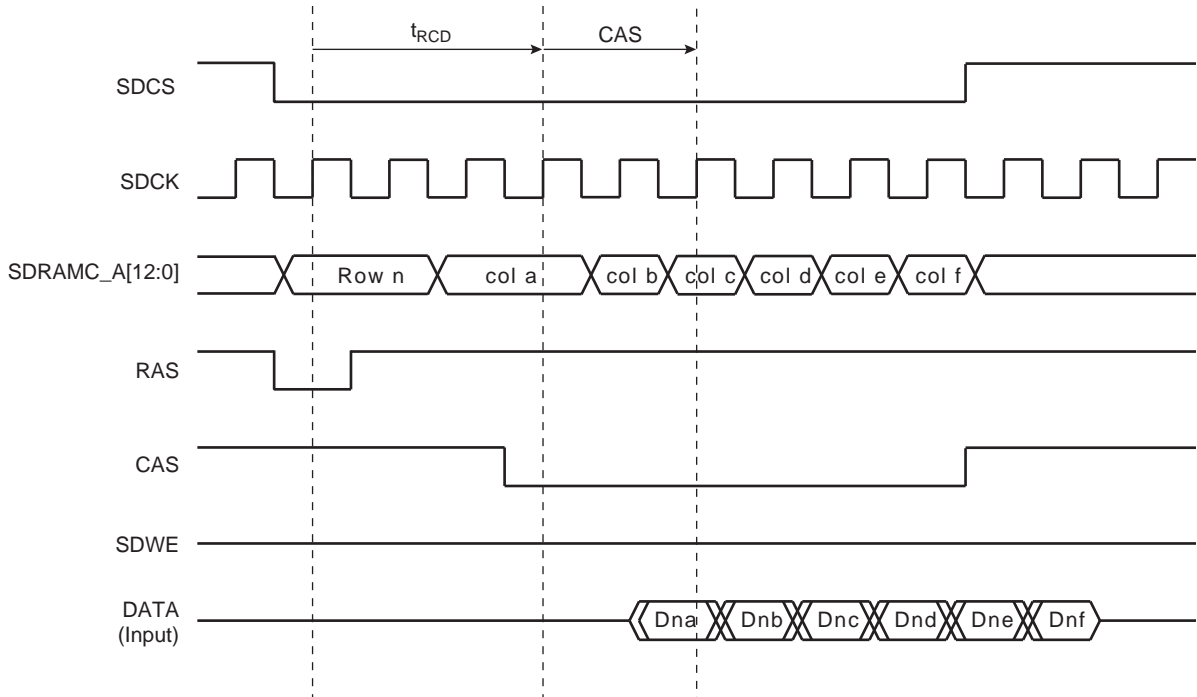 tRCD
CAS
SDCS
SDCK
SDRAMC_A[12:0]
Row n
col a
col b
col c
col d
col e
col f
RAS
CAS
SDWE
DATA
(Input)
Dna
Dnb
Dnc
Dnd
Dne
Dnf